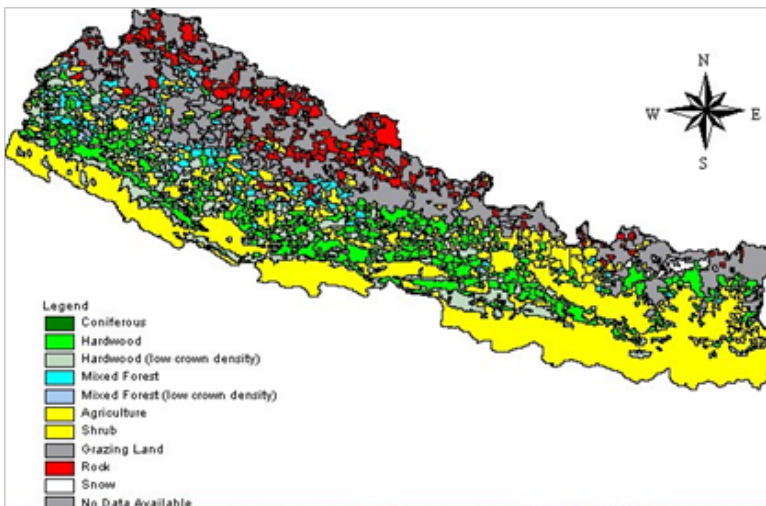 N
W E
S
Legend
Coniferous
Hardwood
Hardwood (low crown density)
Mixed Forest
Mixed Forest (low crown density)
Agriculture
Shrub
Grazing Land
Rock
Snow
No Data Available